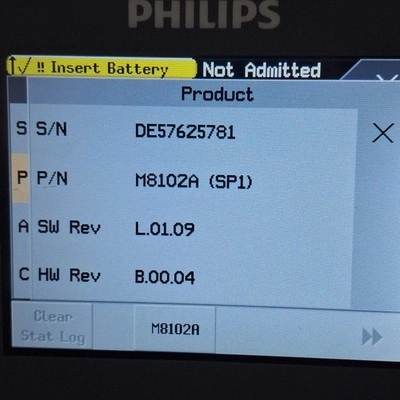 PHILIPS
!! Insert Battery Not Admitted
Product
S S/N DE57625781
P P/N M8102A (SP1)
A SW Rev L.01.09
C HW Rev B.00.04
Clear M8102A
Stat Log